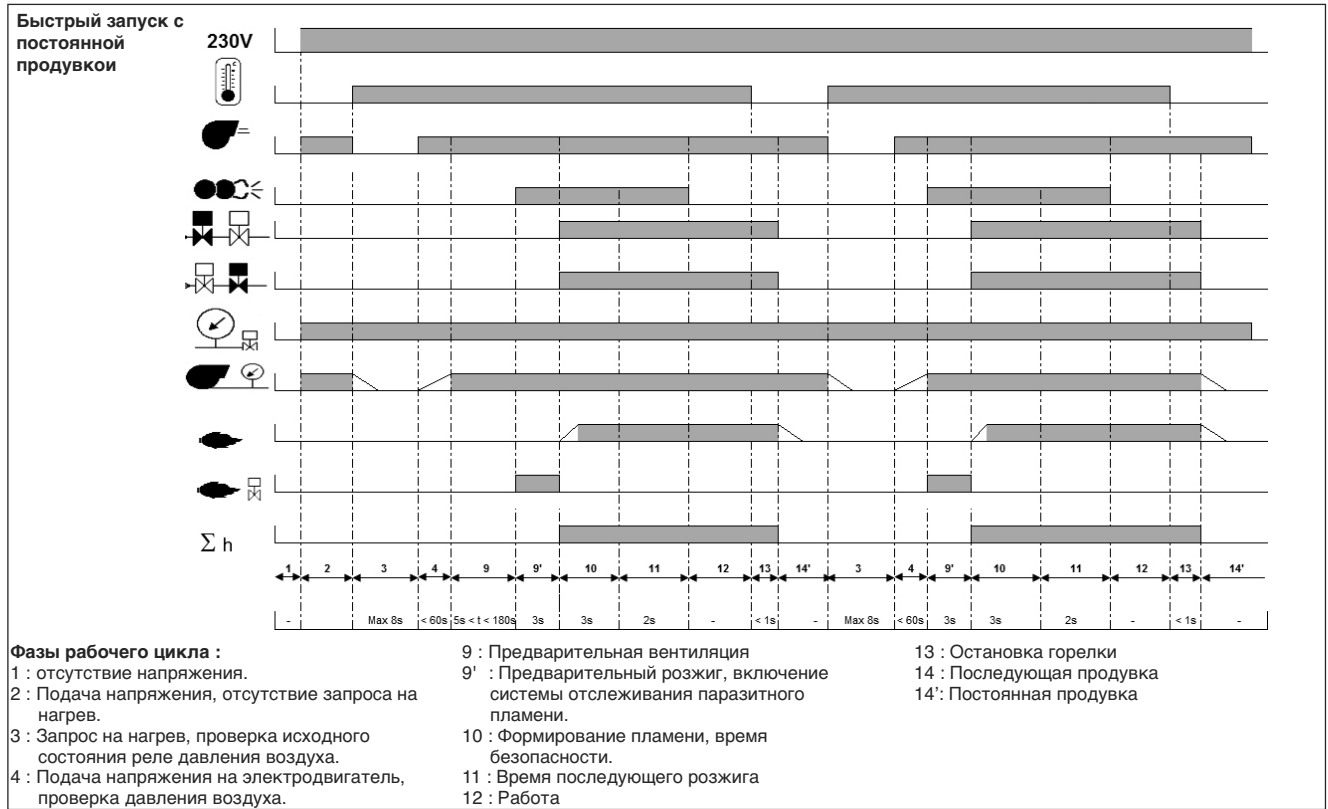 Быстрый запуск с
постоянной
продувкои
230V
°C
Σ h
1 2 3 4 9 9' 10 11 12 13 14' 3 4 9' 10 11 12 13 14'
- Max 8s < 60s 5s < t < 180s 3s 3s 2s - < 1s - Max 8s < 60s 3s 3s 2s - < 1s -
Фазы рабочего цикла :
1 : отсутствие напряжения.
2 : Подача напряжения, отсутствие запроса на
нагрев.
3 : Запрос на нагрев, проверка исходного
состояния реле давления воздуха.
4 : Подача напряжения на электродвигатель,
проверка давления воздуха.
9 : Предварительная вентиляция
9' : Предварительный розжиг, включение
системы отслеживания паразитного
пламени.
10 : Формирование пламени, время
безопасности.
11 : Время последующего розжига
12 : Работа
13 : Остановка горелки
14 : Последующая продувка
14’: Постоянная продувка